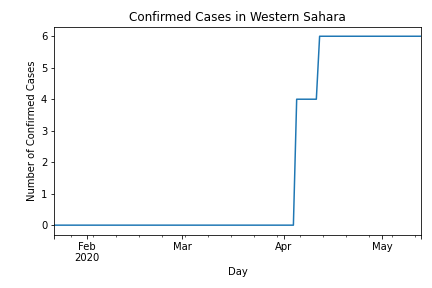 Confirmed Cases in Western Sahara
Number of Confirmed Cases
6
5
4
3
2
1
0
Feb
2020
Mar
Apr
May
Day